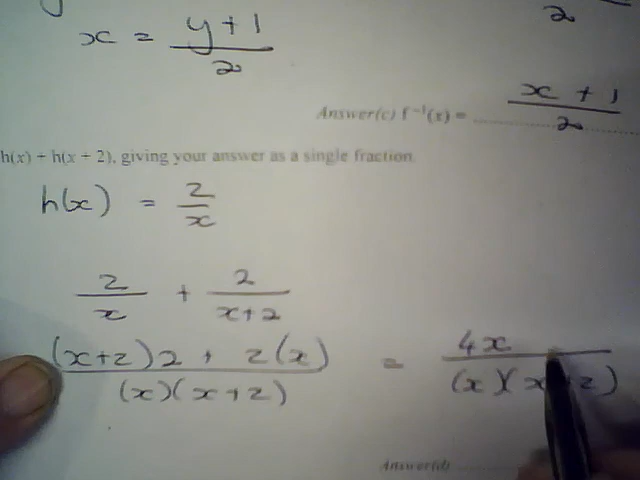 2
x = y + 1 / 2
x + 1 / 2
Answer(c) f⁻¹(x) = ....................
h(x) + h(x + 2), giving your answer as a single fraction.
h(x) = 2 / x
2 / x + 2 / x+2
(x+2)2 + 2(x) / (x)(x+2) = 4x / (x)(x+2)
Answer(d) ..........